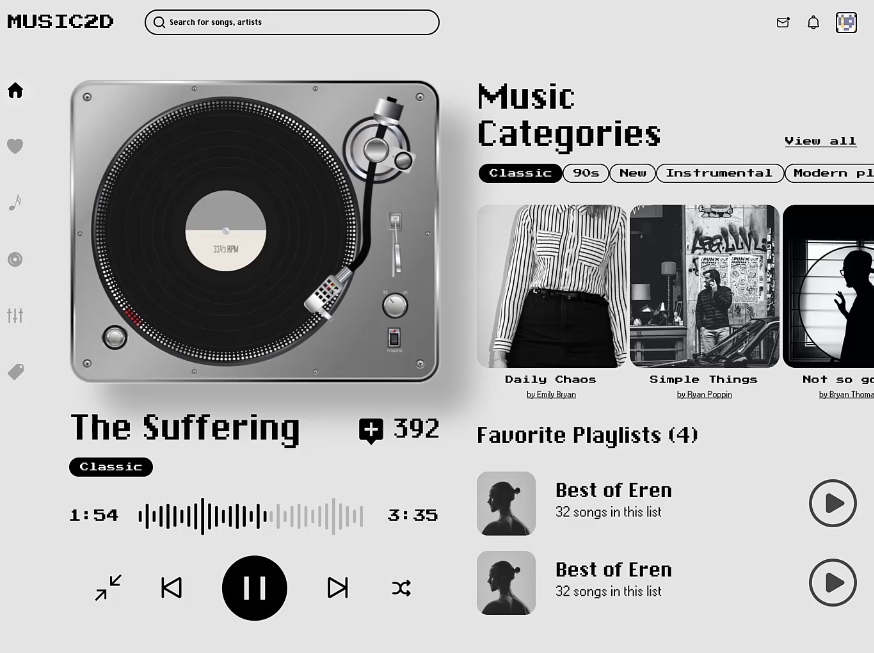 MUSIC2D
Search for songs, artists
33⅓ RPM
The Suffering
392
Classic
1:54
3:35
Music
Categories
View all
Classic
90s
New
Instrumental
Modern pl
Daily Chaos
by Emily Bryan
Simple Things
by Ryan Poppin
Not so go
by Bryan Thoma
Favorite Playlists (4)
Best of Eren
32 songs in this list
Best of Eren
32 songs in this list